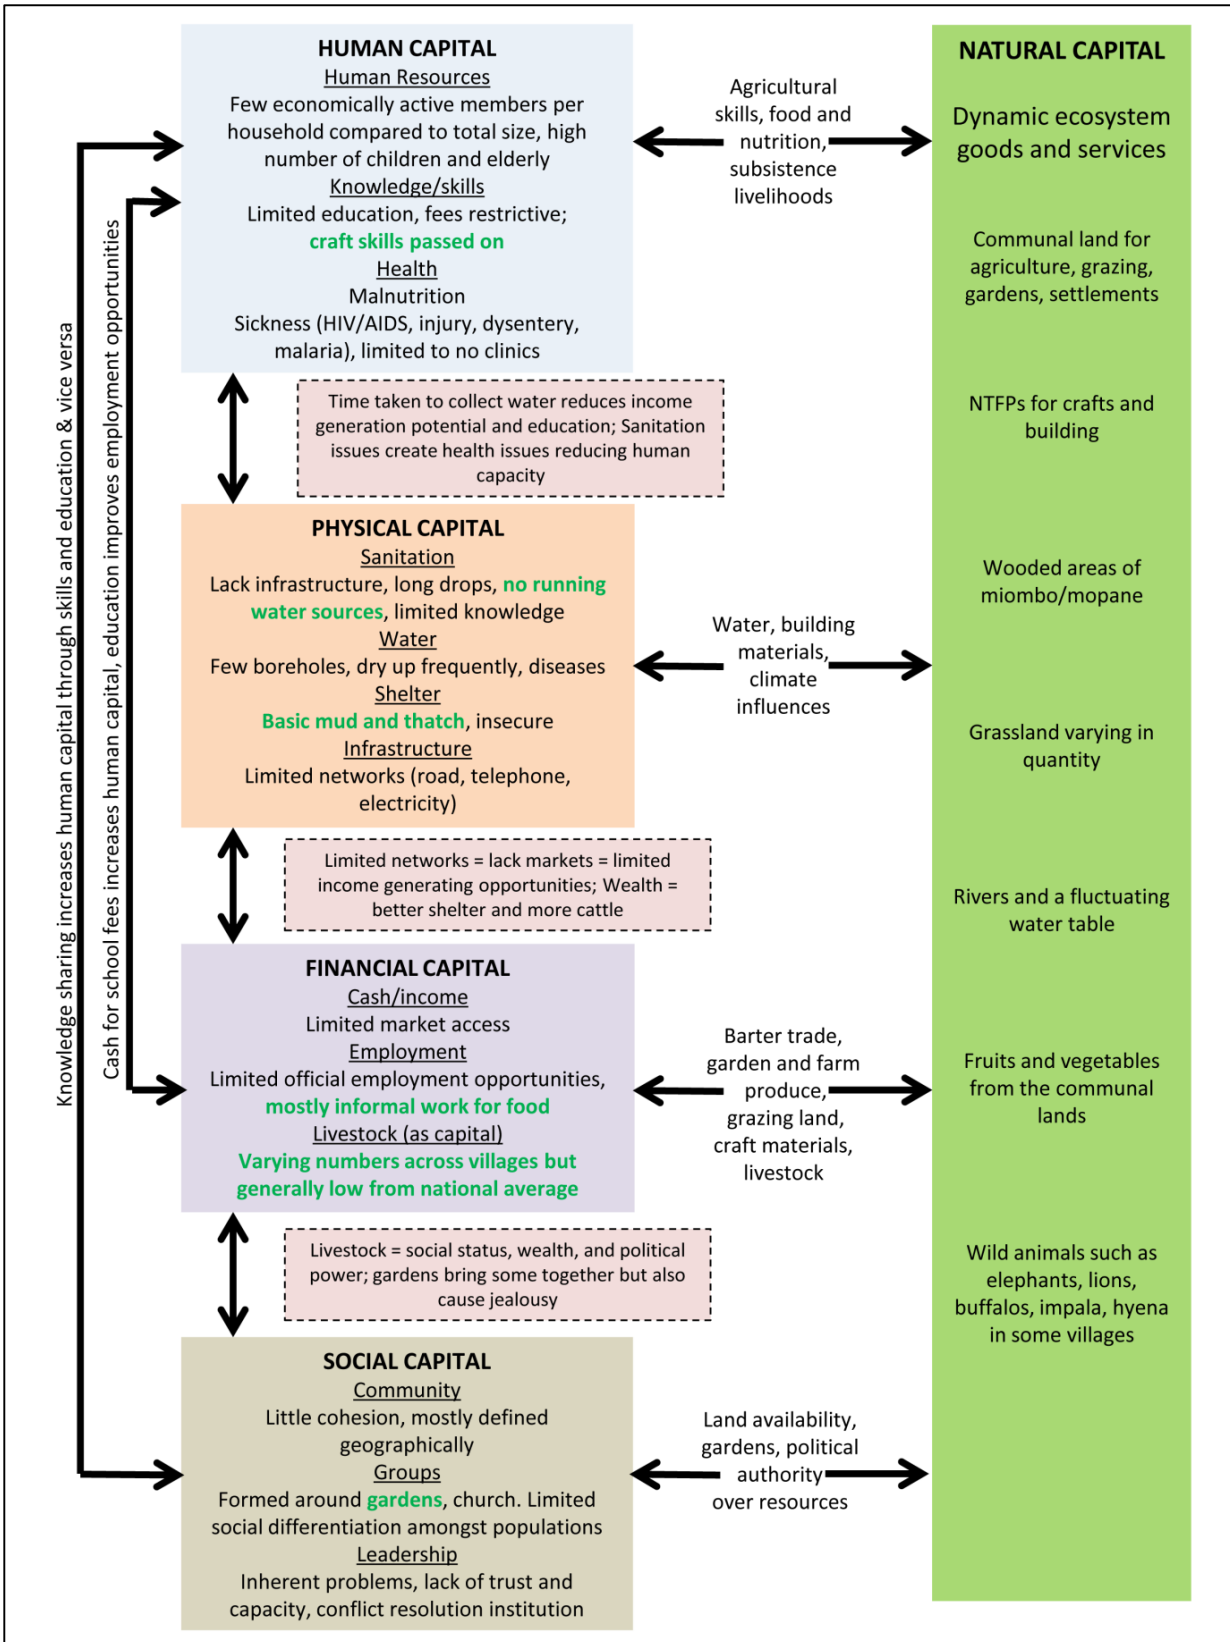 HUMAN CAPITAL
Human Resources
Few economically active members per
household compared to total size, high
number of children and elderly
Knowledge/skills
Limited education, fees restrictive;
craft skills passed on
Health
Malnutrition
Sickness (HIV/AIDS, injury, dysentery,
malaria), limited to no clinics
Time taken to collect water reduces income
generation potential and education; Sanitation
issues create health issues reducing human
capacity
PHYSICAL CAPITAL
Sanitation
Lack infrastructure, long drops, no running
water sources, limited knowledge
Water
Few boreholes, dry up frequently, diseases
Shelter
Basic mud and thatch, insecure
Infrastructure
Limited networks (road, telephone,
electricity)
Limited networks = lack markets = limited
income generating opportunities; Wealth =
better shelter and more cattle
FINANCIAL CAPITAL
Cash/income
Limited market access
Employment
Limited official employment opportunities,
mostly informal work for food
Livestock (as capital)
Varying numbers across villages but
generally low from national average
Livestock = social status, wealth, and political
power; gardens bring some together but also
cause jealousy
SOCIAL CAPITAL
Community
Little cohesion, mostly defined
geographically
Groups
Formed around gardens, church. Limited
social differentiation amongst populations
Leadership
Inherent problems, lack of trust and
capacity, conflict resolution institution
Knowledge sharing increases human capital through skills and education & vice versa
Cash for school fees increases human capital, education improves employment opportunities
Agricultural
skills, food and
nutrition,
subsistence
livelihoods
Water, building
materials,
climate
influences
Barter trade,
garden and farm
produce,
grazing land,
craft materials,
livestock
Land availability,
gardens, political
authority
over resources
NATURAL CAPITAL
Dynamic ecosystem
goods and services
Communal land for
agriculture, grazing,
gardens, settlements
NTFPs for crafts and
building
Wooded areas of
miombo/mopane
Grassland varying in
quantity
Rivers and a fluctuating
water table
Fruits and vegetables
from the communal
lands
Wild animals such as
elephants, lions,
buffalos, impala, hyena
in some villages